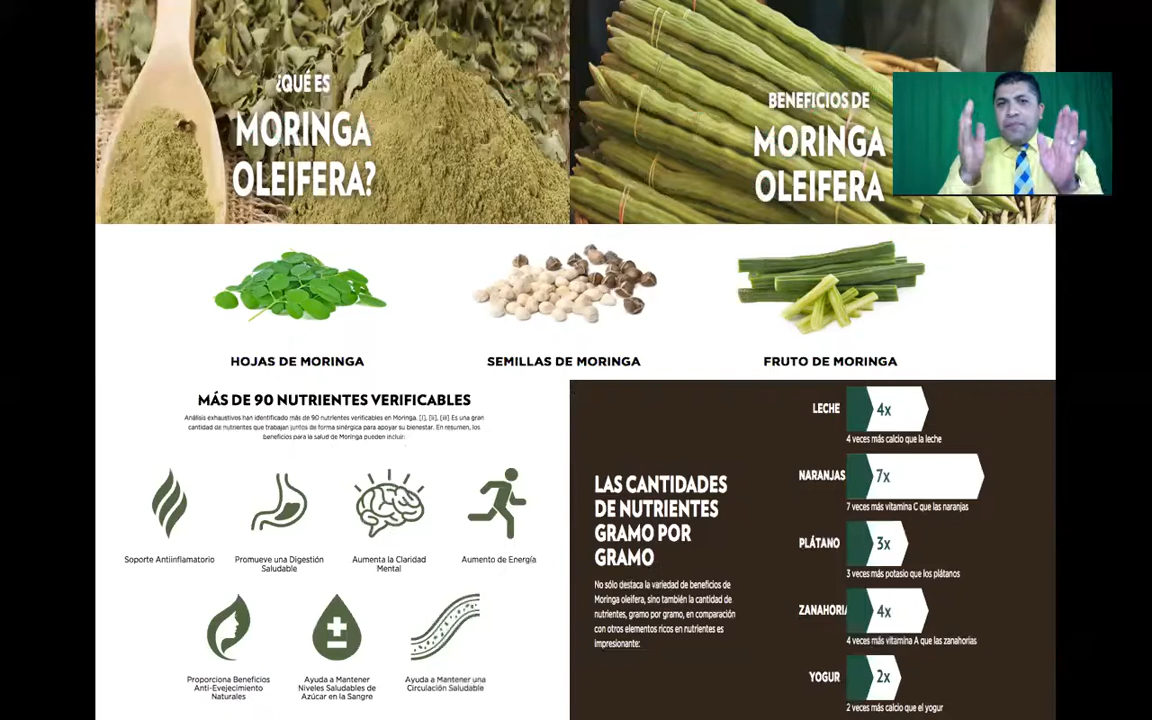 ¿QUÉ ES
MORINGA
OLEIFERA?
BENEFICIOS DE
MORINGA
OLEIFERA
HOJAS DE MORINGA
SEMILLAS DE MORINGA
FRUTO DE MORINGA
MÁS DE 90 NUTRIENTES VERIFICABLES
Análisis exhaustivos han identificado más de 90 nutrientes verificables en Moringa. [i], [ii], [iii] Es una gran
cantidad de nutrientes que trabajan juntos de forma sinérgica para apoyar su bienestar. En resumen, los
beneficios para la salud de Moringa pueden incluir:
Soporte Antiinflamatorio
Promueve una Digestión
Saludable
Aumenta la Claridad
Mental
Aumento de Energía
Proporciona Beneficios
Anti-Evejecimiento
Naturales
Ayuda a Mantener
Niveles Saludables de
Azúcar en la Sangre
Ayuda a Mantener una
Circulación Saludable
LAS CANTIDADES
DE NUTRIENTES
GRAMO POR
GRAMO
No sólo destaca la variedad de beneficios de
Moringa oleifera, sino también la cantidad de
nutrientes, gramo por gramo, en comparación
con otros elementos ricos en nutrientes es
impresionante:
LECHE
4x
4 veces más calcio que la leche
NARANJAS
7x
7 veces más vitamina C que las naranjas
PLÁTANO
3x
3 veces más potasio que los plátanos
ZANAHORIA
4x
4 veces más vitamina A que las zanahorias
YOGUR
2x
2 veces más calcio que el yogur